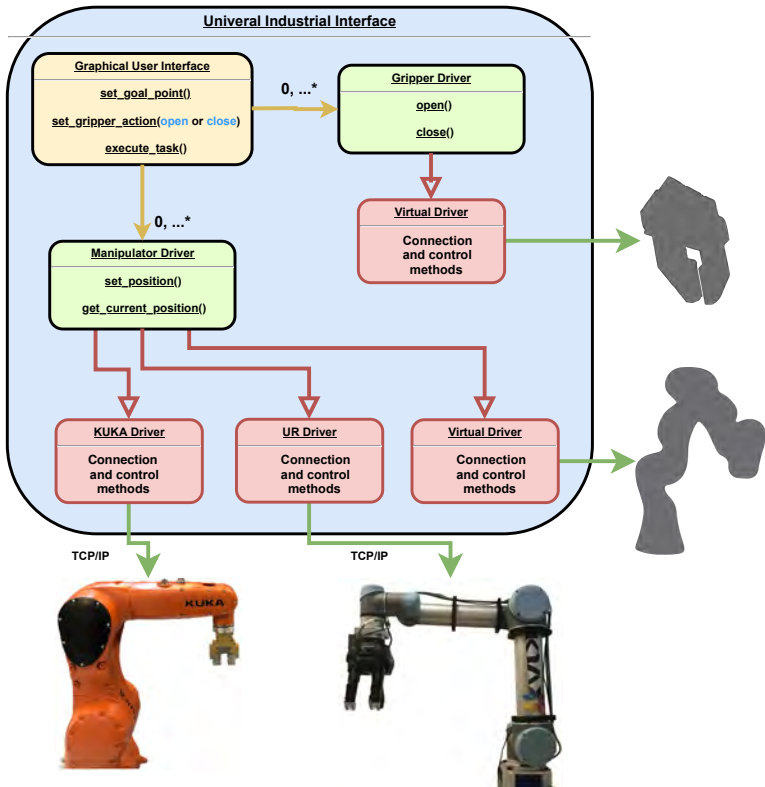 Univeral Industrial Interface
Graphical User Interface
set_goal_point()
set_gripper_action(open or close)
execute_task()
0, ...*
Gripper Driver
open()
close()
Virtual Driver
Connection
and control
methods
0, ...*
Manipulator Driver
set_position()
get_current_position()
KUKA Driver
Connection
and control
methods
UR Driver
Connection
and control
methods
Virtual Driver
Connection
and control
methods
TCP/IP
TCP/IP
KUKA